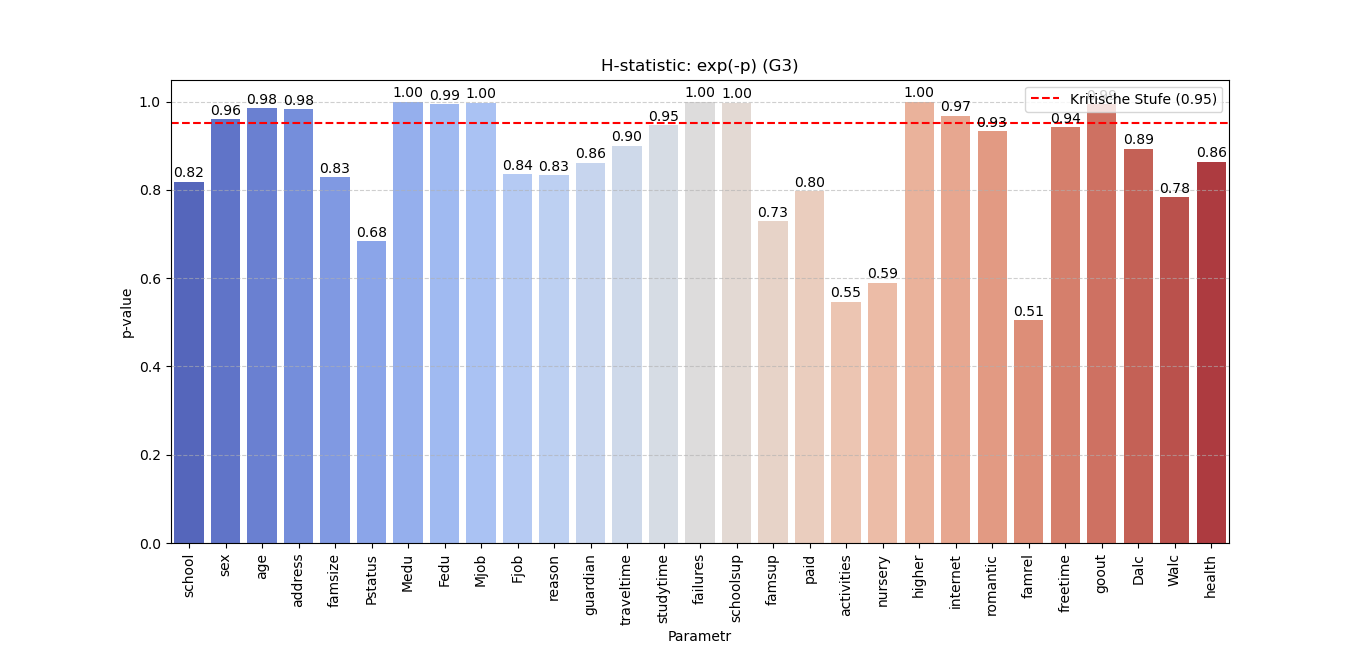 H-statistic: exp(-p) (G3)
Kritische Stufe (0.95)
p-value
1.0
0.8
0.6
0.4
0.2
0.0
0.82
0.96
0.98
0.98
0.83
0.68
1.00
0.99
1.00
0.84
0.83
0.86
0.90
0.95
1.00
1.00
0.73
0.80
0.55
0.59
1.00
0.97
0.93
0.51
0.94
0.89
0.78
0.86
school
sex
age
address
famsize
Pstatus
Medu
Fedu
Mjob
Fjob
reason
guardian
traveltime
studytime
failures
schoolsup
famsup
paid
activities
nursery
higher
internet
romantic
famrel
freetime
goout
Dalc
Walc
health
Parametr